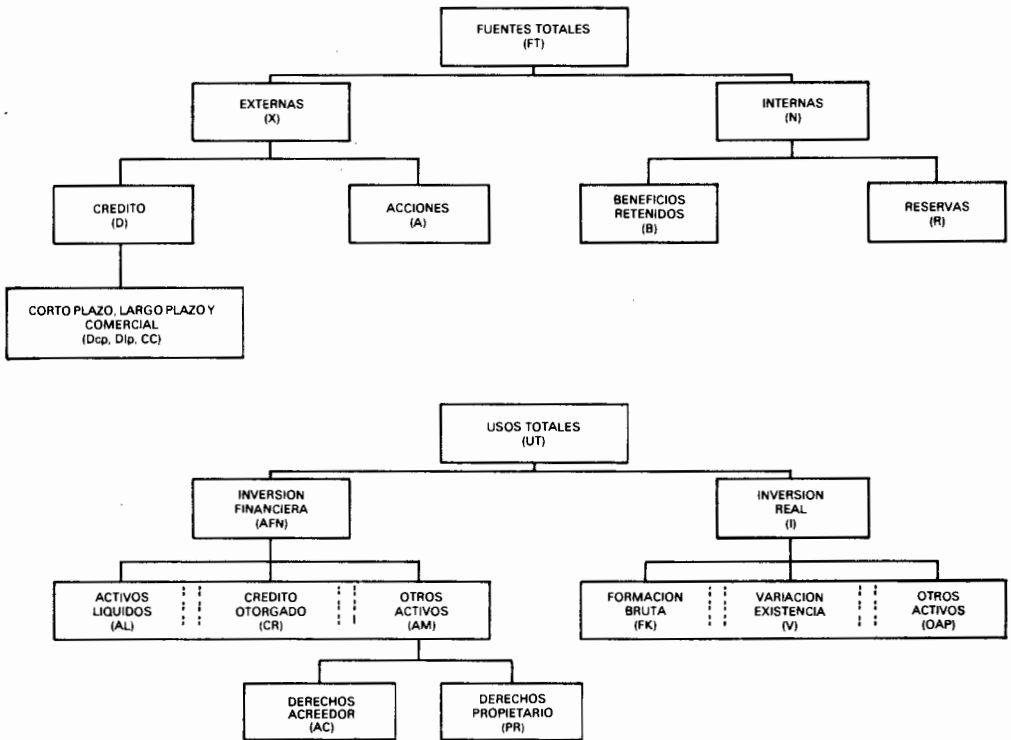 FUENTES TOTALES
(FT)
EXTERNAS
(X)
INTERNAS
(N)
CREDITO
(D)
ACCIONES
(A)
BENEFICIOS
RETENIDOS
(B)
RESERVAS
(R)
CORTO PLAZO, LARGO PLAZO Y
COMERCIAL
(Dcp, Dlp, CC)
USOS TOTALES
(UT)
INVERSION
FINANCIERA
(AFN)
INVERSION
REAL
(I)
ACTIVOS
LIQUIDOS
(AL)
CREDITO
OTORGADO
(CR)
OTROS
ACTIVOS
(AM)
FORMACION
BRUTA
(FK)
VARIACION
EXISTENCIA
(V)
OTROS
ACTIVOS
(OAP)
DERECHOS
ACREEDOR
(AC)
DERECHOS
PROPIETARIO
(PR)